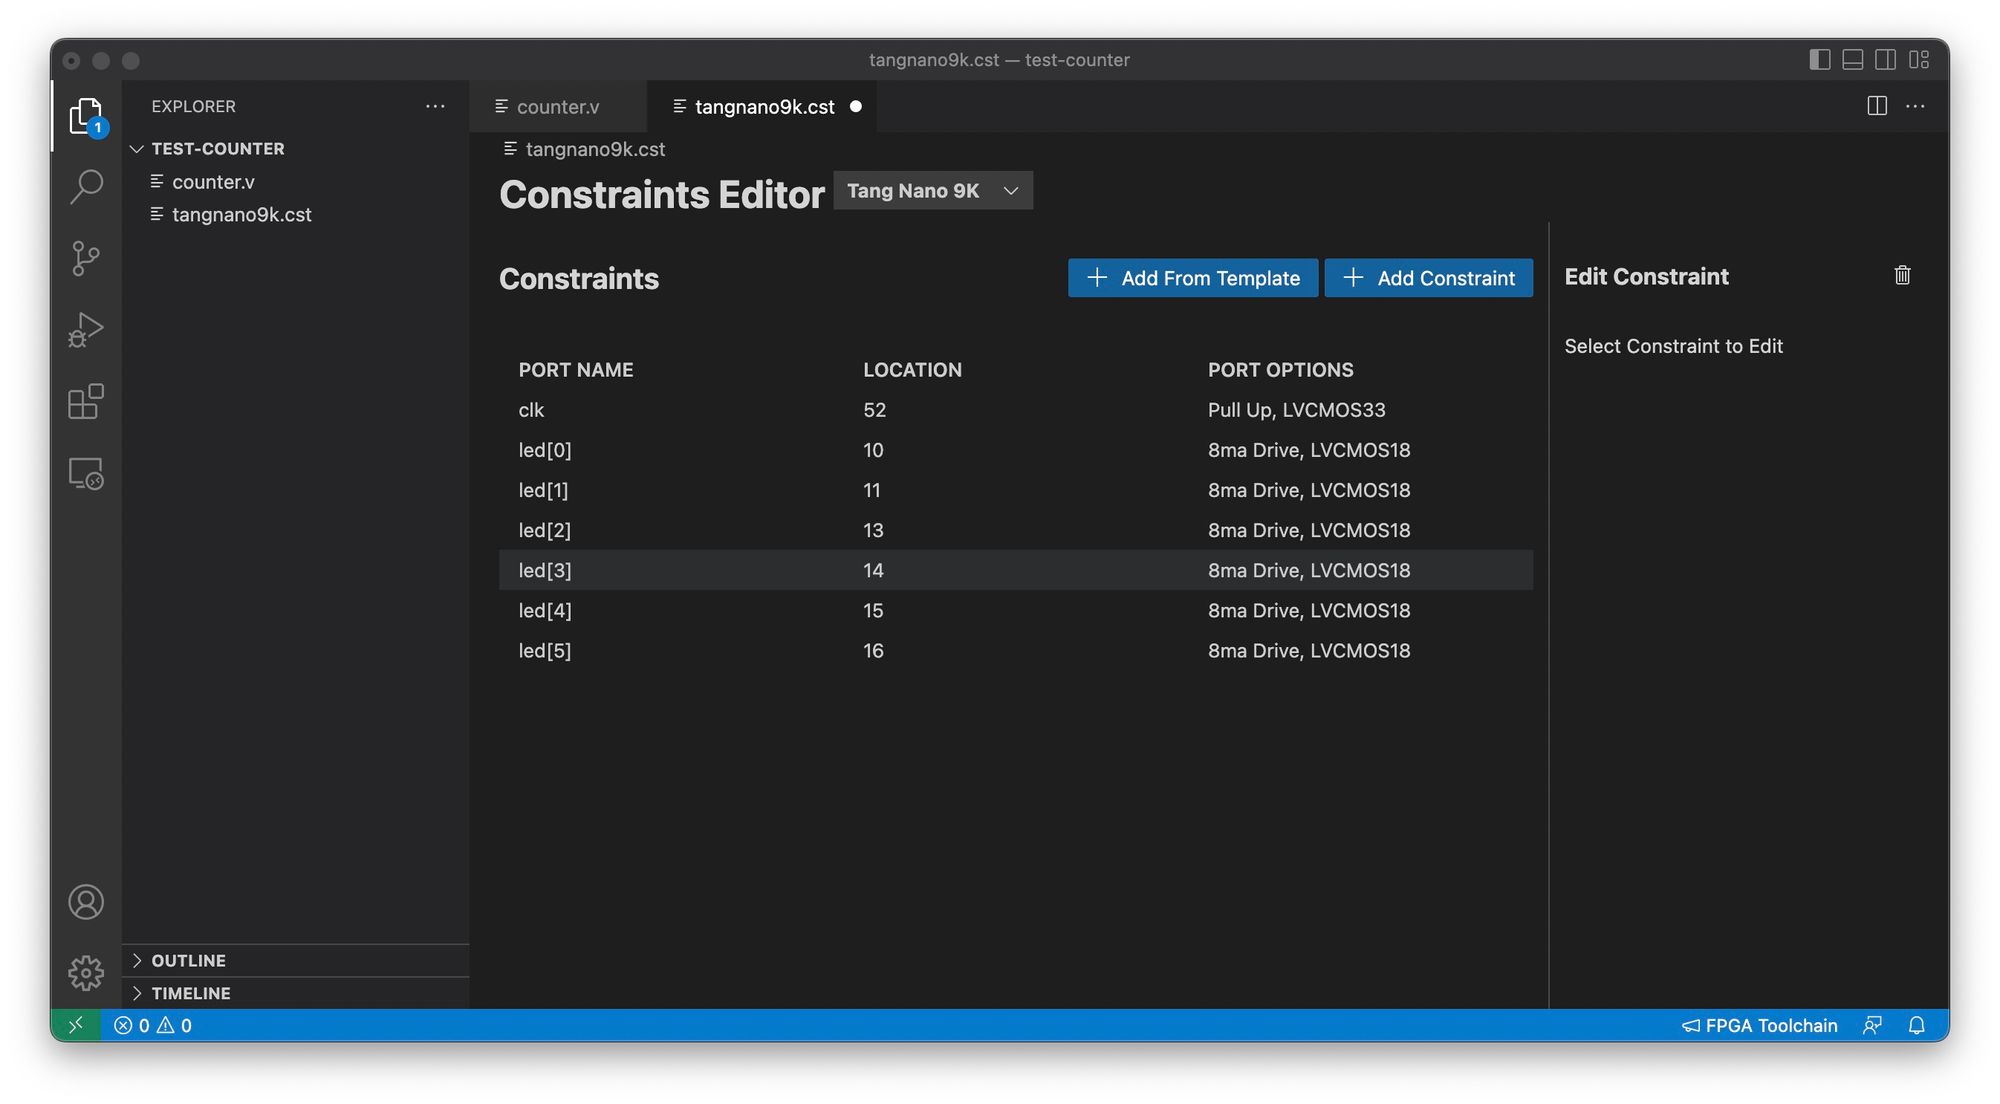 tangnano9k.cst — test-counter
EXPLORER
1
TEST-COUNTER
counter.v
tangnano9k.cst
OUTLINE
TIMELINE
counter.v
tangnano9k.cst
tangnano9k.cst
Constraints Editor Tang Nano 9K
Constraints
Add From Template
Add Constraint
PORT NAME LOCATION PORT OPTIONS
clk 52 Pull Up, LVCMOS33
led[0] 10 8ma Drive, LVCMOS18
led[1] 11 8ma Drive, LVCMOS18
led[2] 13 8ma Drive, LVCMOS18
led[3] 14 8ma Drive, LVCMOS18
led[4] 15 8ma Drive, LVCMOS18
led[5] 16 8ma Drive, LVCMOS18
Edit Constraint
Select Constraint to Edit
0 0
FPGA Toolchain